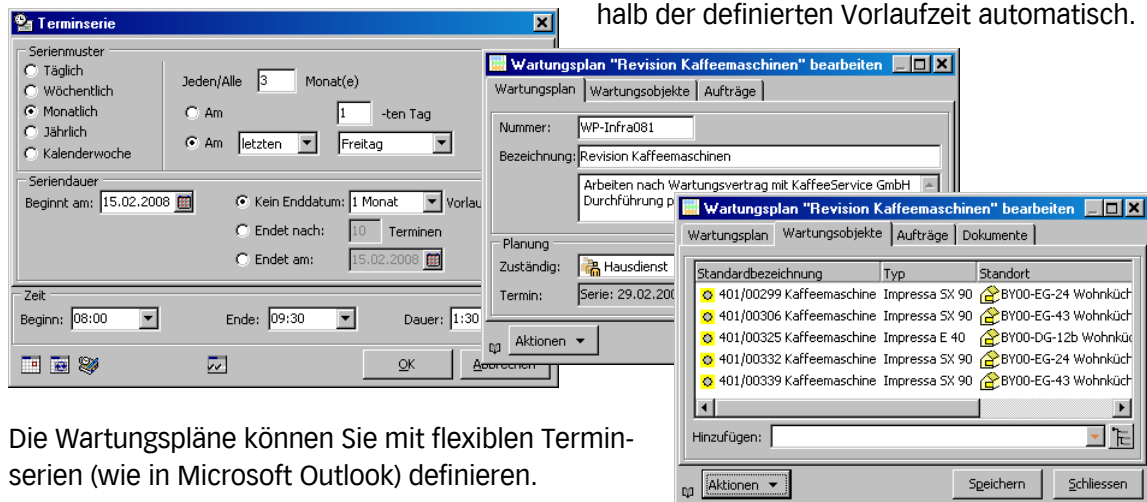 halb der definierten Vorlaufzeit automatisch.
Terminserie
Serienmuster
Täglich
Wöchentlich
Monatlich
Jährlich
Kalenderwoche
Jeden/Alle 3 Monat(e)
Am 1 -ten Tag
Am letzten Freitag
Seriendauer
Beginnt am: 15.02.2008
Kein Enddatum: 1 Monat
Endet nach: 10 Terminen
Endet am: 15.02.2008
Zeit
Beginn: 08:00 Ende: 09:30 Dauer: 1:30
OK
Wartungsplan "Revision Kaffeemaschinen" bearbeiten
Wartungsplan Wartungsobjekte Aufträge
Nummer: WP-Infra081
Bezeichnung: Revision Kaffeemaschinen
Arbeiten nach Wartungsvertrag mit KaffeeService GmbH
Durchführung
Planung
Zuständig: Hausdienst
Termin: Serie: 29.02.200
Aktionen
Wartungsplan "Revision Kaffeemaschinen" bearbeiten
Wartungsplan Wartungsobjekte Aufträge Dokumente
Standardbezeichnung Typ Standort
401/00299 Kaffeemaschine Impressa SX 90 BY00-EG-24 Wohnküch
401/00306 Kaffeemaschine Impressa SX 90 BY00-EG-43 Wohnküch
401/00325 Kaffeemaschine Impressa E 40 BY00-DG-12b Wohnküc
401/00332 Kaffeemaschine Impressa SX 90 BY00-EG-24 Wohnküch
401/00339 Kaffeemaschine Impressa SX 90 BY00-EG-43 Wohnküch
Hinzufügen:
Aktionen Speichern Schliessen
Die Wartungspläne können Sie mit flexiblen Termin-
serien (wie in Microsoft Outlook) definieren.